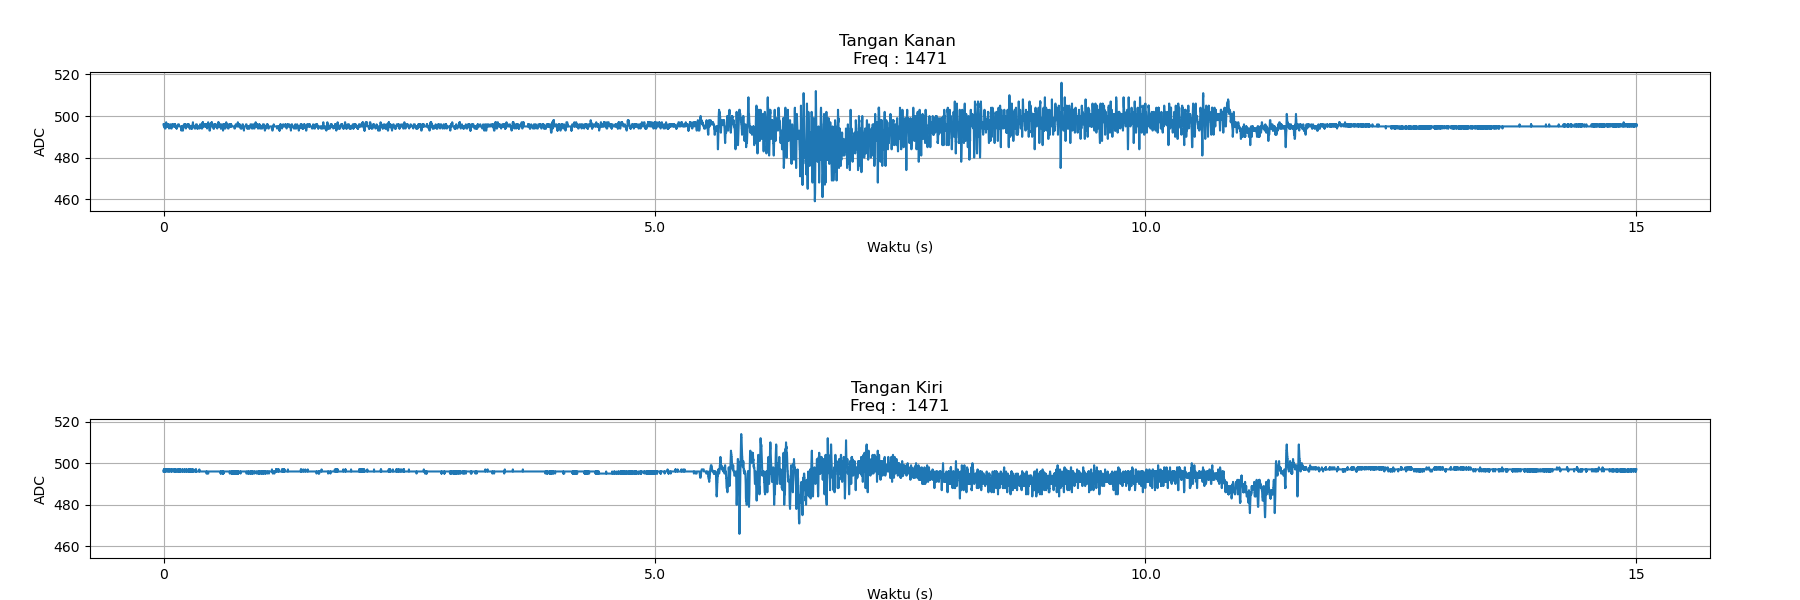 Tangan Kanan
Freq : 1471
520
500
480
460
ADC
0
5.0
10.0
15
Waktu (s)
Tangan Kiri
Freq :  1471
520
500
480
460
ADC
0
5.0
10.0
15
Waktu (s)